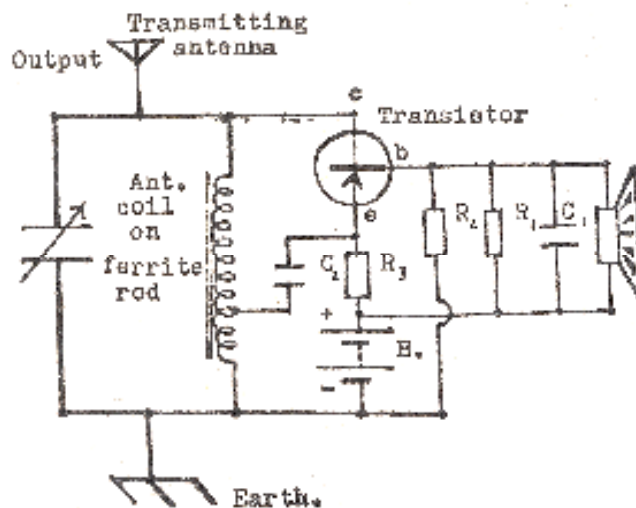 Transmitting
antenna
Output
c
Transistor
b
Ant.
coil
on
ferrite
rod
e
R₂
R₁
C₁
C₂
R₃
+
B.
-
Earth.